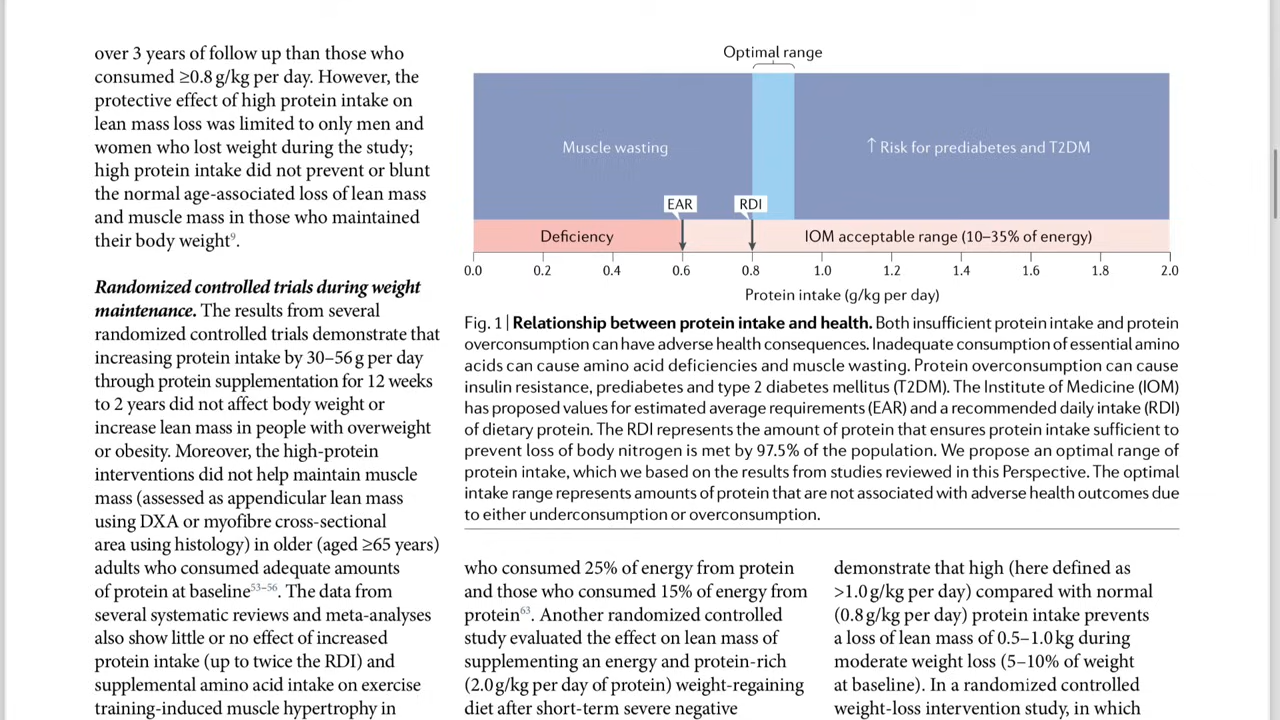 over 3 years of follow up than those who
consumed ≥0.8 g/kg per day. However, the
protective effect of high protein intake on
lean mass loss was limited to only men and
women who lost weight during the study;
high protein intake did not prevent or blunt
the normal age-associated loss of lean mass
and muscle mass in those who maintained
their body weight⁹.
Randomized controlled trials during weight
maintenance. The results from several
randomized controlled trials demonstrate that
increasing protein intake by 30–56 g per day
through protein supplementation for 12 weeks
to 2 years did not affect body weight or
increase lean mass in people with overweight
or obesity. Moreover, the high-protein
interventions did not help maintain muscle
mass (assessed as appendicular lean mass
using DXA or myofibre cross-sectional
area using histology) in older (aged ≥65 years)
adults who consumed adequate amounts
of protein at baseline⁵³⁻⁵⁶. The data from
several systematic reviews and meta-analyses
also show little or no effect of increased
protein intake (up to twice the RDI) and
supplemental amino acid intake on exercise
training-induced muscle hypertrophy in
Optimal range
Muscle wasting
↑ Risk for prediabetes and T2DM
EAR
RDI
Deficiency
IOM acceptable range (10–35% of energy)
0.0 0.2 0.4 0.6 0.8 1.0 1.2 1.4 1.6 1.8 2.0
Protein intake (g/kg per day)
Fig. 1 | Relationship between protein intake and health. Both insufficient protein intake and protein
overconsumption can have adverse health consequences. Inadequate consumption of essential amino
acids can cause amino acid deficiencies and muscle wasting. Protein overconsumption can cause
insulin resistance, prediabetes and type 2 diabetes mellitus (T2DM). The Institute of Medicine (IOM)
has proposed values for estimated average requirements (EAR) and a recommended daily intake (RDI)
of dietary protein. The RDI represents the amount of protein that ensures protein intake sufficient to
prevent loss of body nitrogen is met by 97.5% of the population. We propose an optimal range of
protein intake, which we based on the results from studies reviewed in this Perspective. The optimal
intake range represents amounts of protein that are not associated with adverse health outcomes due
to either underconsumption or overconsumption.
who consumed 25% of energy from protein
and those who consumed 15% of energy from
protein⁶³. Another randomized controlled
study evaluated the effect on lean mass of
supplementing an energy and protein-rich
(2.0 g/kg per day of protein) weight-regaining
diet after short-term severe negative
demonstrate that high (here defined as
>1.0 g/kg per day) compared with normal
(0.8 g/kg per day) protein intake prevents
a loss of lean mass of 0.5–1.0 kg during
moderate weight loss (5–10% of weight
at baseline). In a randomized controlled
weight-loss intervention study, in which